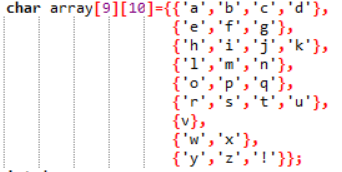 char array[9][10]={{'a','b','c','d'},
{'e','f','g'},
{'h','i','j','k'},
{'l','m','n'},
{'o','p','q'},
{'r','s','t','u'},
{v},
{'w','x'},
{'y','z','!'}};